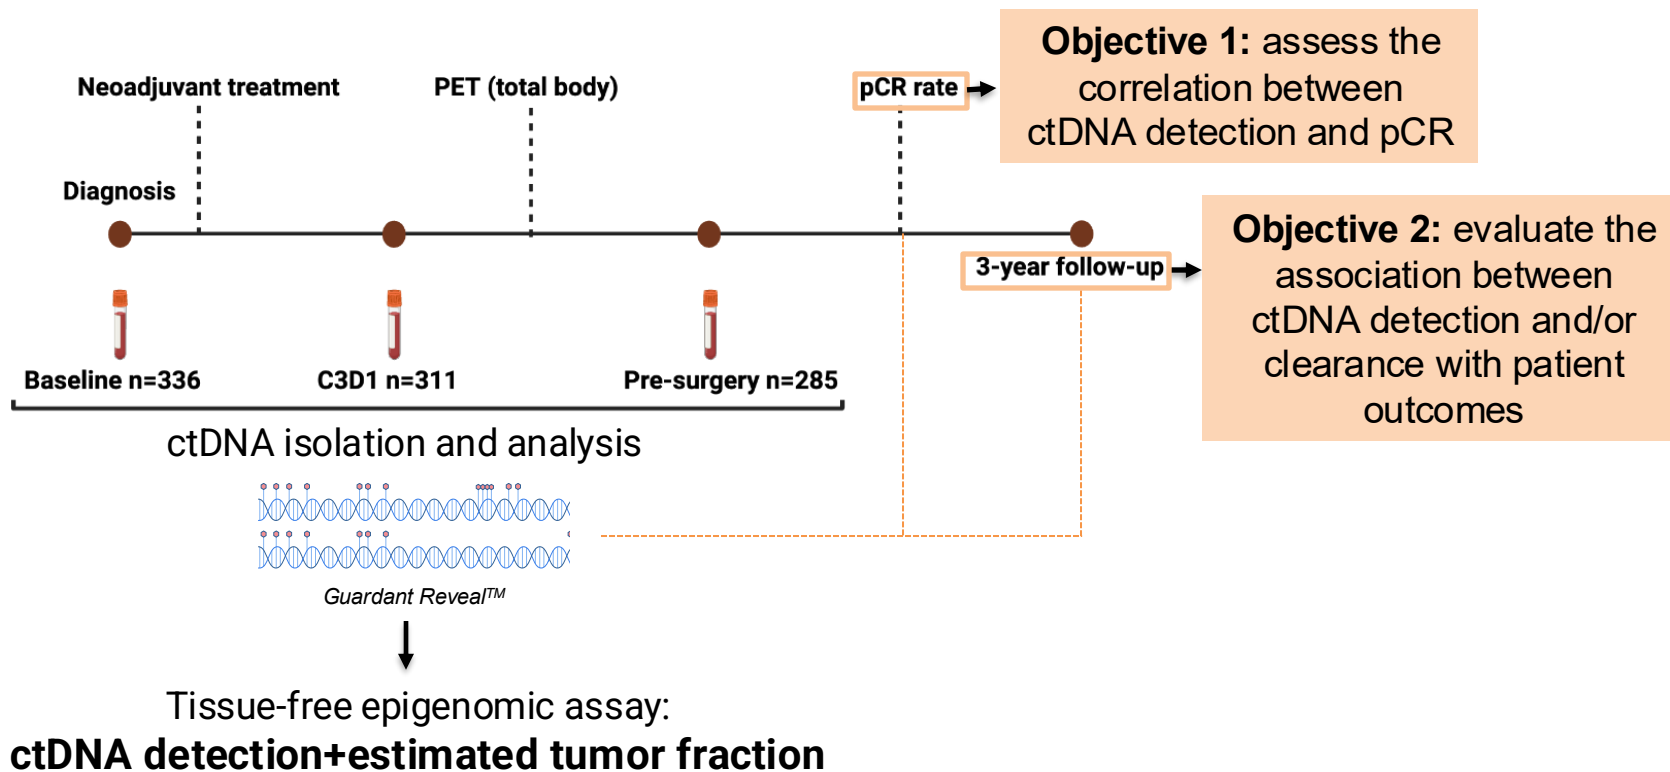 Neoadjuvant treatment
PET (total body)
pCR rate
Objective 1: assess the
correlation between
ctDNA detection and pCR
Diagnosis
3-year follow-up
Objective 2: evaluate the
association between
ctDNA detection and/or
clearance with patient
outcomes
Baseline n=336
C3D1 n=311
Pre-surgery n=285
ctDNA isolation and analysis
Guardant Reveal™
Tissue-free epigenomic assay:
ctDNA detection+estimated tumor fraction